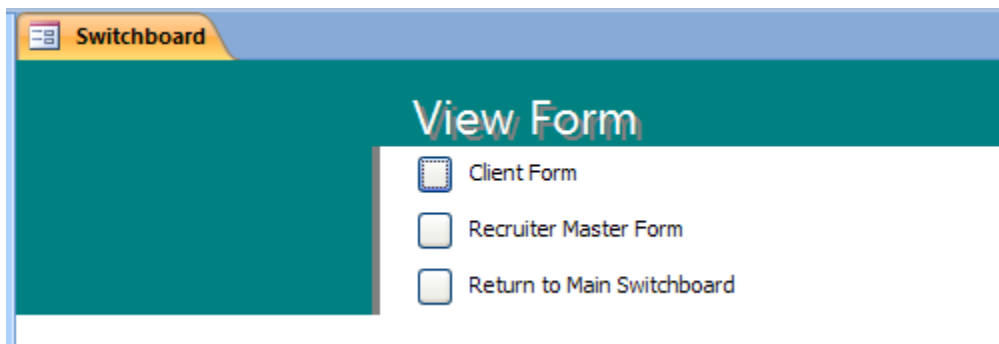 Switchboard
View Form
Client Form
Recruiter Master Form
Return to Main Switchboard